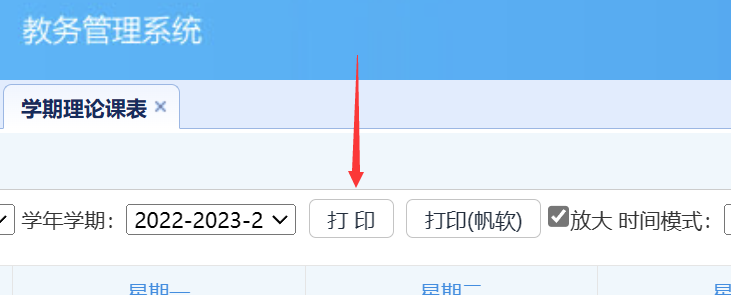 教务管理系统
学期理论课表
学年学期: 2022-2023-2 打 印 打印(帆软) 放大 时间模式:
星期一 星期二